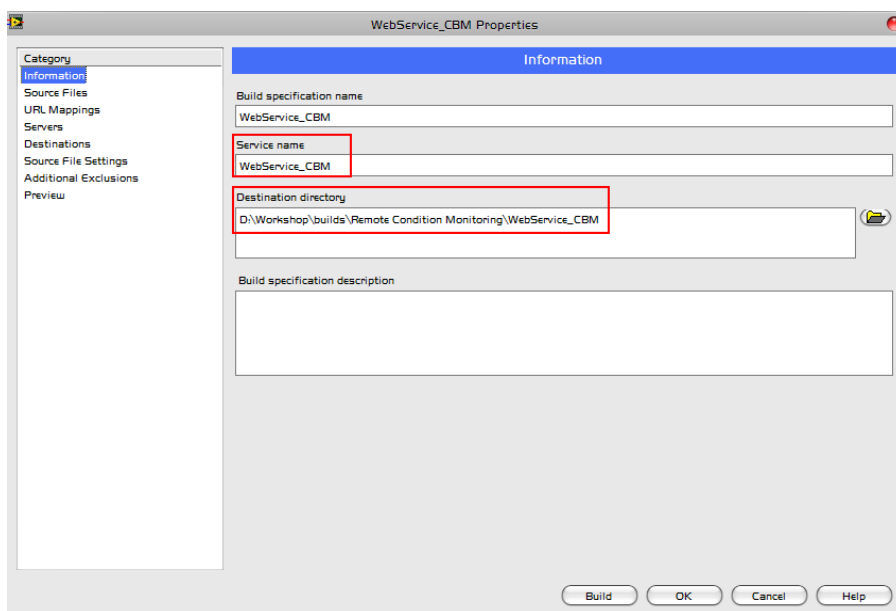 WebService_CBM Properties
Category
Information
Source Files
URL Mappings
Servers
Destinations
Source File Settings
Additional Exclusions
Preview
Information
Build specification name
WebService_CBM
Service name
WebService_CBM
Destination directory
D:\Workshop\builds\Remote Condition Monitoring\WebService_CBM
Build specification description
Build
OK
Cancel
Help